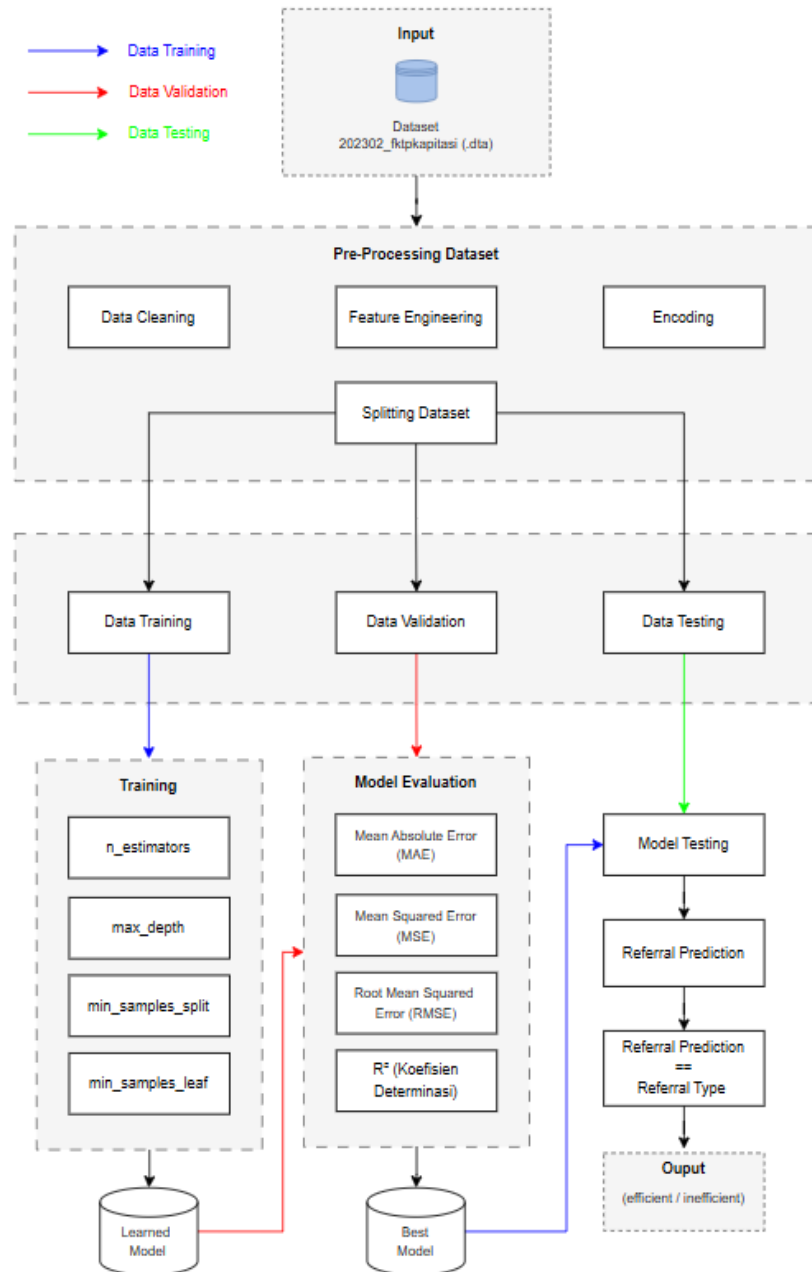 Data Training
Data Validation
Data Testing
Input
Dataset
202302_fktpkapitasi (.dta)
Pre-Processing Dataset
Data Cleaning
Feature Engineering
Encoding
Splitting Dataset
Data Training
Data Validation
Data Testing
Training
n_estimators
max_depth
min_samples_split
min_samples_leaf
Learned
Model
Model Evaluation
Mean Absolute Error
(MAE)
Mean Squared Error
(MSE)
Root Mean Squared
Error (RMSE)
R² (Koefisien
Determinasi)
Best
Model
Model Testing
Referral Prediction
Referral Prediction
==
Referral Type
Ouput
(efficient / inefficient)